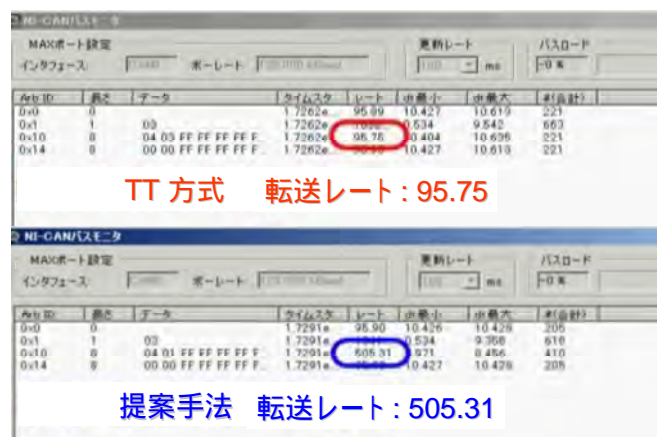 NI-CANバスモニタ
MAXポート設定 更新レート バスロード
インタフェース ボーレート ms 0 %
Arb ID 長さ データ タイムスタ レート dt最小 dt最大 #(合計)
0x0 0 1.7262e 95.89 10.427 10.619 221
0x1 1 03 1.7262e 0.534 9.542 663
0x10 8 04 03 FF FF FF FF F... 1.7262e 95.75 10.636 221
0x14 8 00 00 FF FF FF FF F... 1.7262e 10.427 10.619 221
TT 方式 転送レート : 95.75
NI-CANバスモニタ
MAXポート設定 更新レート バスロード
インタフェース ボーレート ms 0 %
Arb ID 長さ データ タイムスタ レート dt最小 dt最大 #(合計)
0x0 0 1.7291e 95.90 10.426 10.428 205
0x1 1 03 1.7291e 0.534 9.358 610
0x10 8 04 01 FF FF FF FF F... 1.7291e 505.31 8.456 410
0x14 8 00 00 FF FF FF FF F... 1.7291e 10.427 10.428 205
提案手法 転送レート : 505.31